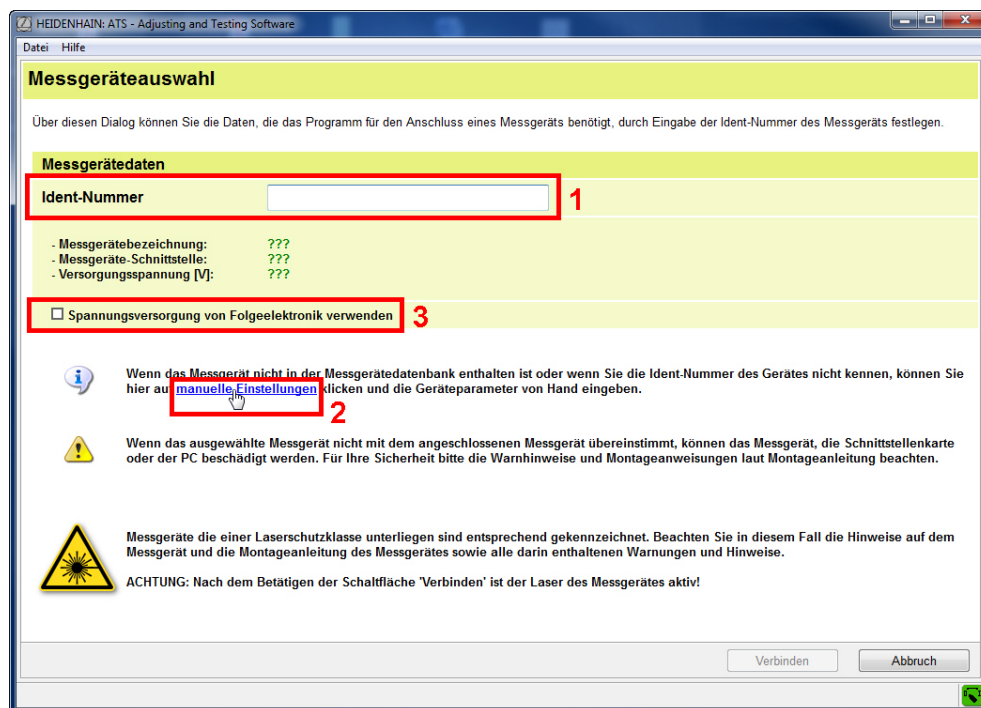 HEIDENHAIN: ATS - Adjusting and Testing Software
Datei Hilfe
Messgeräteauswahl
Über diesen Dialog können Sie die Daten, die das Programm für den Anschluss eines Messgeräts benötigt, durch Eingabe der Ident-Nummer des Messgeräts festlegen.
Messgerätedaten
Ident-Nummer
1
- Messgerätebezeichnung: ???
- Messgeräte-Schnittstelle: ???
- Versorgungsspannung [V]: ???
Spannungsversorgung von Folgeelektronik verwenden
3
Wenn das Messgerät nicht in der Messgerätedatenbank enthalten ist oder wenn Sie die Ident-Nummer des Gerätes nicht kennen, können Sie
hier auf manuelle Einstellungen klicken und die Geräteparameter von Hand eingeben.
2
Wenn das ausgewählte Messgerät nicht mit dem angeschlossenen Messgerät übereinstimmt, können das Messgerät, die Schnittstellenkarte
oder der PC beschädigt werden. Für Ihre Sicherheit bitte die Warnhinweise und Montageanweisungen laut Montageanleitung beachten.
Messgeräte die einer Laserschutzklasse unterliegen sind entsprechend gekennzeichnet. Beachten Sie in diesem Fall die Hinweise auf dem
Messgerät und die Montageanleitung des Messgerätes sowie alle darin enthaltenen Warnungen und Hinweise.
ACHTUNG: Nach dem Betätigen der Schaltfläche 'Verbinden' ist der Laser des Messgerätes aktiv!
Verbinden Abbruch